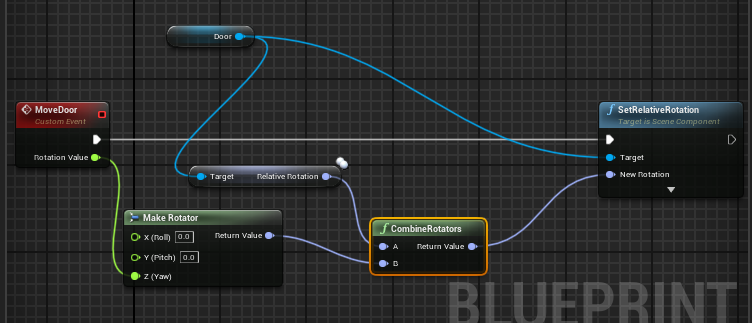 Door
MoveDoor
Custom Event
Rotation Value
SetRelativeRotation
Target is Scene Component
Target
New Rotation
Target Relative Rotation
Make Rotator
X (Roll) 0.0 Return Value
Y (Pitch) 0.0
Z (Yaw)
CombineRotators
A Return Value
B
BLUEPRINT